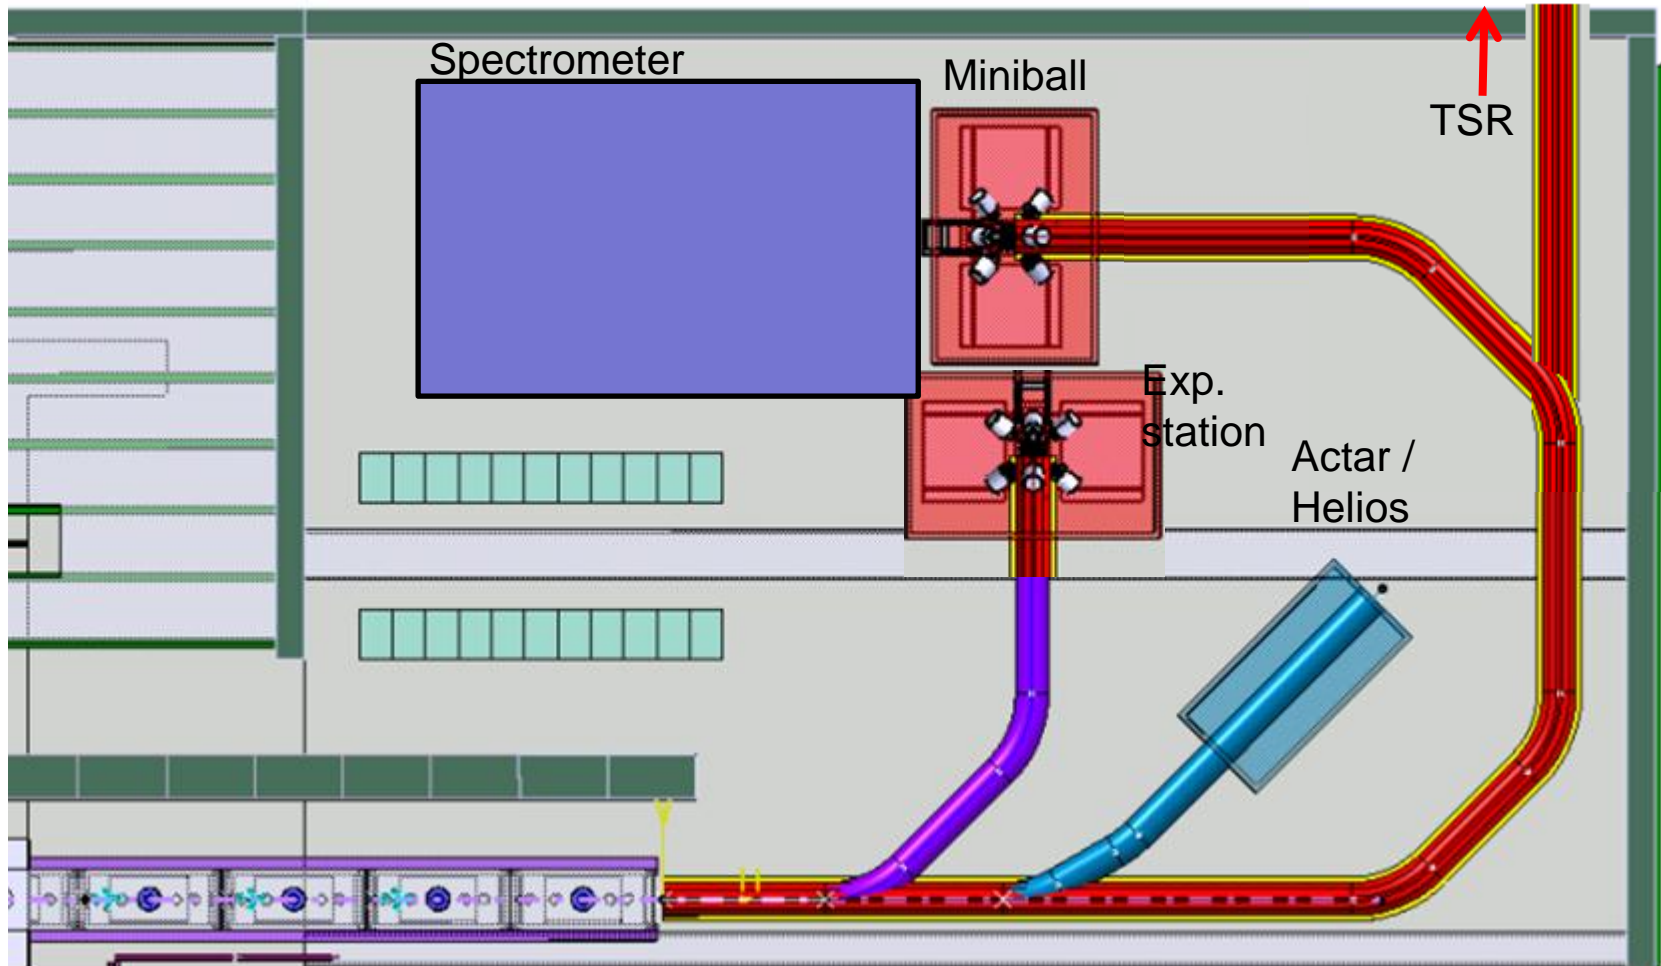 Spectrometer
Miniball
TSR
Exp.
station
Actar /
Helios